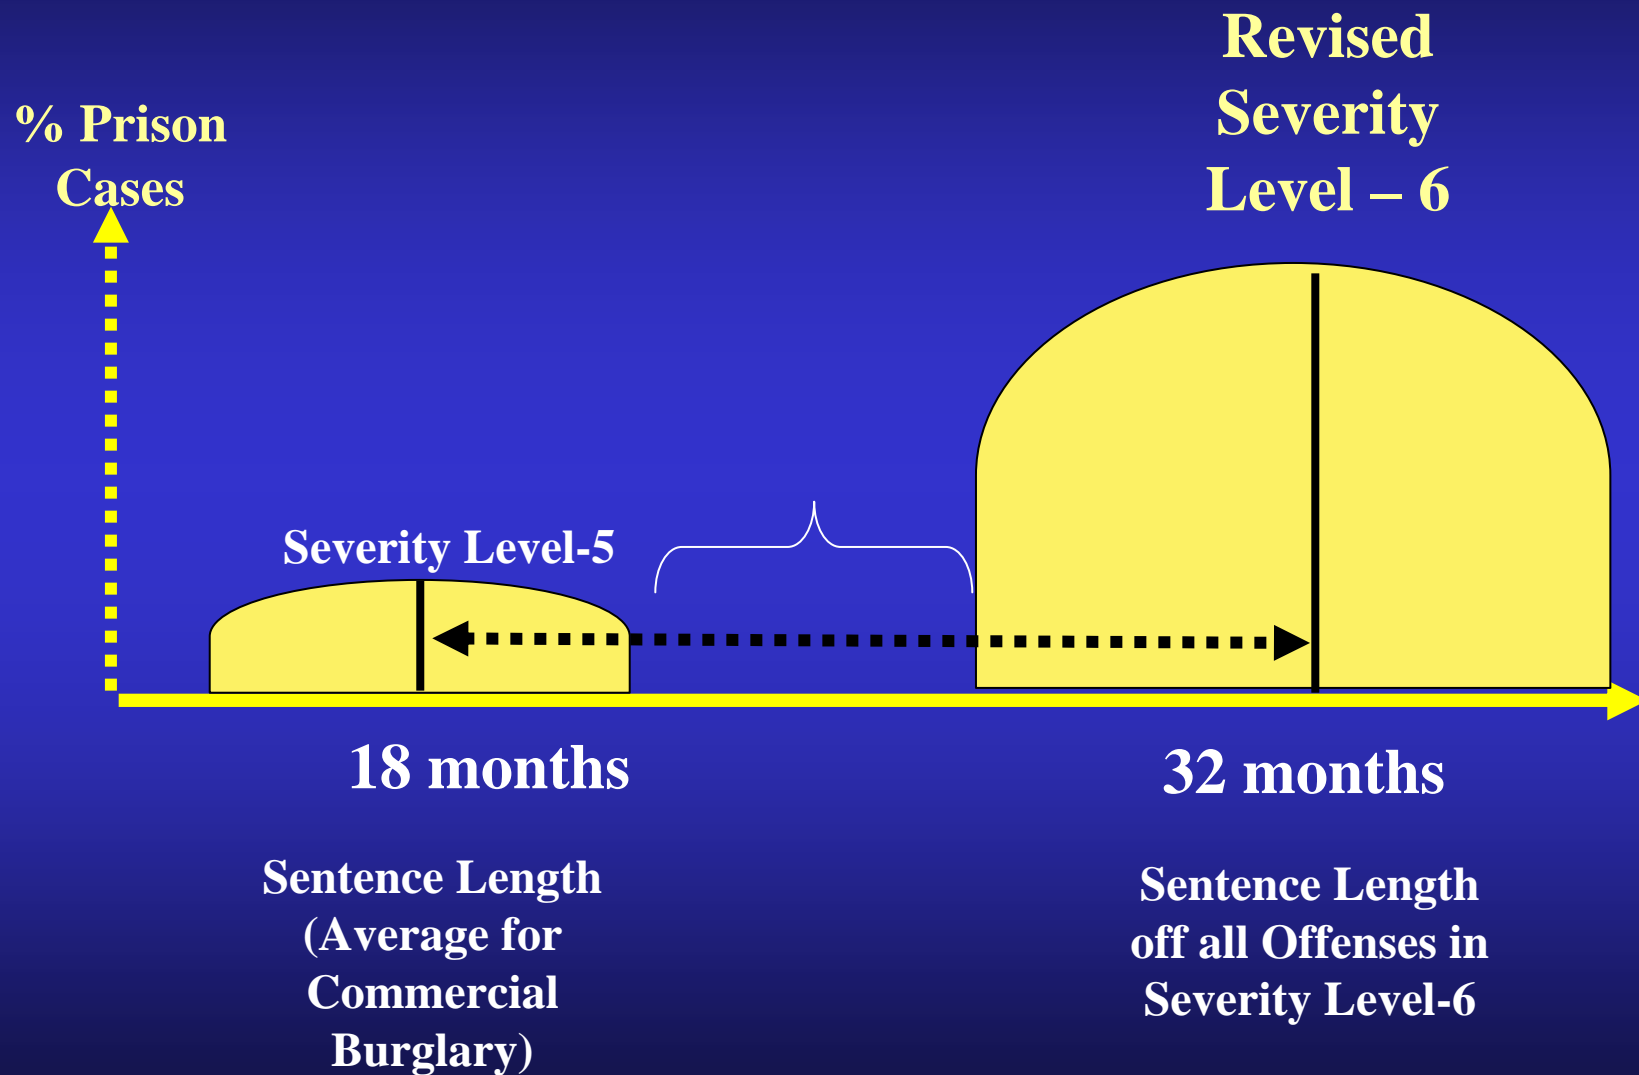 Revised
Severity
Level – 6
% Prison
Cases
Severity Level-5
18 months
32 months
Sentence Length
(Average for
Commercial
Burglary)
Sentence Length
off all Offenses in
Severity Level-6